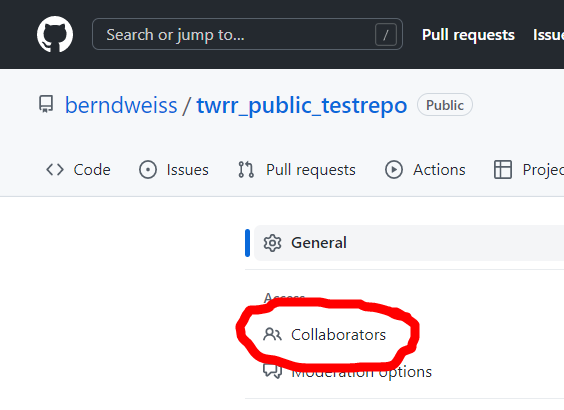 Search or jump to... / Pull requests Issu
berndweiss / twrr_public_testrepo Public
Code Issues Pull requests Actions Projec
General
Access
Collaborators
Moderation options